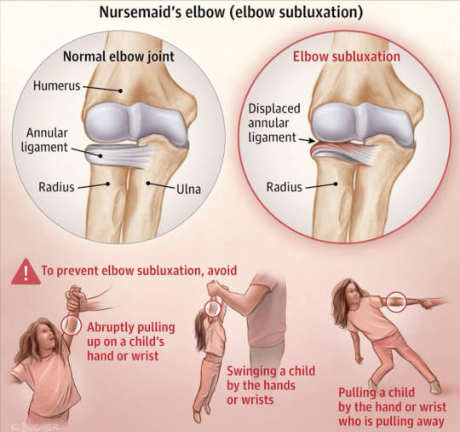 Nursemaid's elbow (elbow subluxation)
Normal elbow joint
Humerus
Annular
ligament
Radius
Ulna
Elbow subluxation
Displaced
annular
ligament
Radius
!
To prevent elbow subluxation, avoid
Abruptly pulling
up on a child's
hand or wrist
Swinging a child
by the hands
or wrists
Pulling a child
by the hand or wrist
who is pulling away